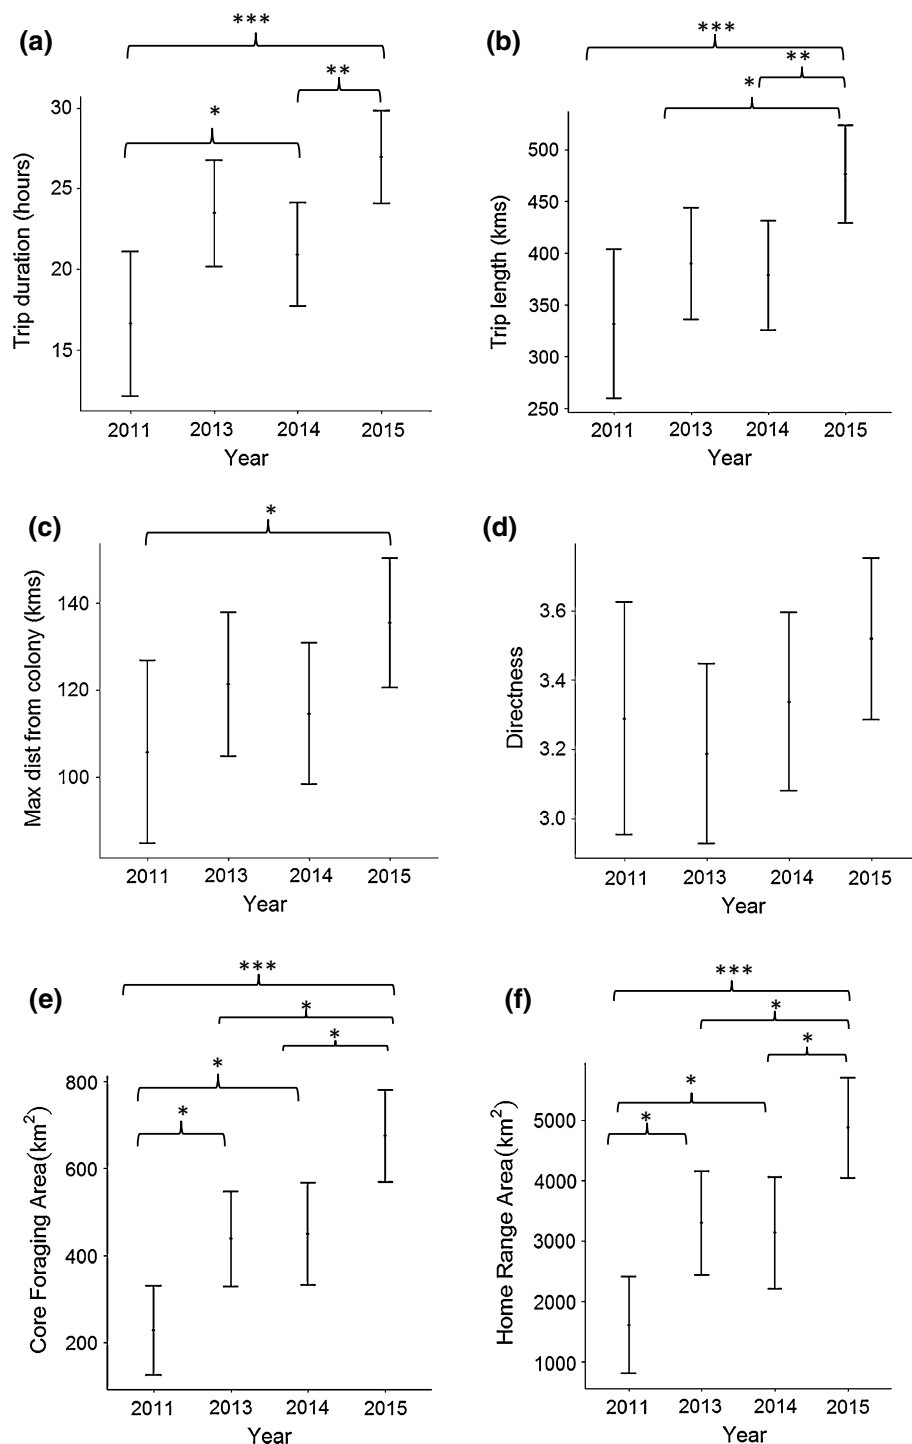 (a)
***
**
*
30
25
20
15
Trip duration (hours)
2011 2013 2014 2015
Year
(b)
***
**
*
500
450
400
350
300
250
Trip length (kms)
2011 2013 2014 2015
Year
(c)
*
140
120
100
Max dist from colony (kms)
2011 2013 2014 2015
Year
(d)
3.6
3.4
3.2
3.0
Directness
2011 2013 2014 2015
Year
(e)
***
*
*
*
*
800
600
400
200
Core Foraging Area(km²)
2011 2013 2014 2015
Year
(f)
***
*
*
*
*
5000
4000
3000
2000
1000
Home Range Area(km²)
2011 2013 2014 2015
Year